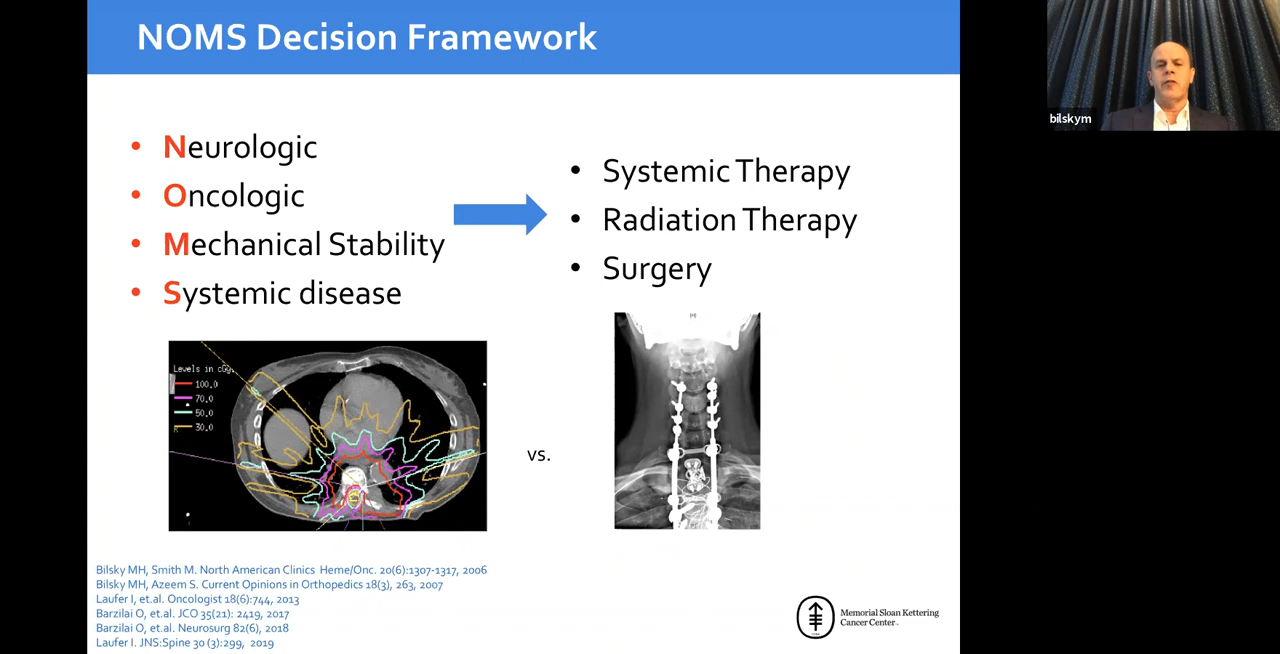 NOMS Decision Framework
• Neurologic
• Oncologic
• Mechanical Stability
• Systemic disease
• Systemic Therapy
• Radiation Therapy
• Surgery
Levels in cGy
100.0
70.0
50.0
30.0
R
vs.
Bilsky MH, Smith M. North American Clinics Heme/Onc. 20(6):1307-1317, 2006
Bilsky MH, Azeem S. Current Opinions in Orthopedics 18(3), 263, 2007
Laufer I, et.al. Oncologist 18(6):744, 2013
Barzilai O, et.al. JCO 35(21): 2419, 2017
Barzilai O, et.al. Neurosurg 82(6), 2018
Laufer I. JNS:Spine 30 (3):299, 2019
Memorial Sloan Kettering
Cancer Center
bilskym